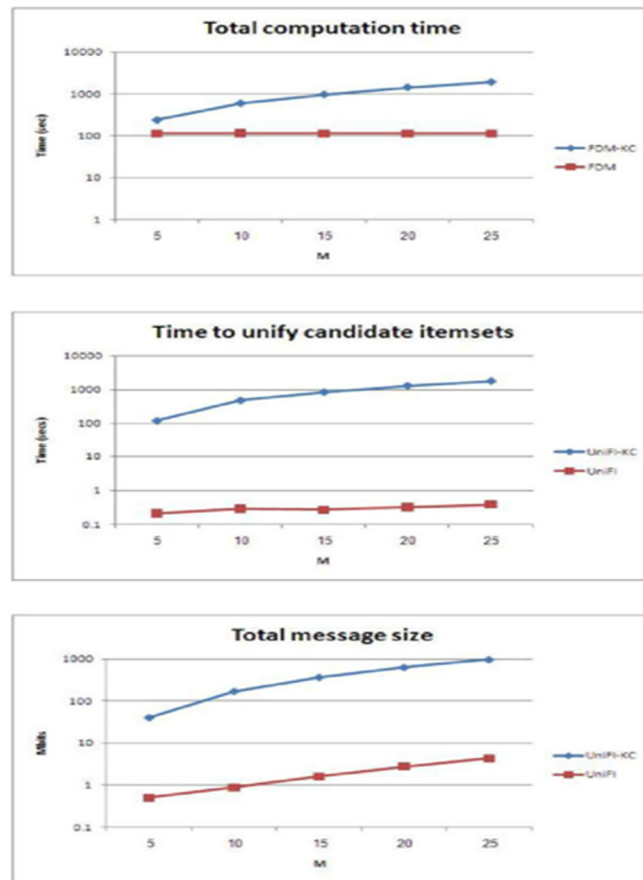 Total computation time
10000
1000
100
10
1
Time (sec)
5 10 15 20 25
M
FDM-KC
FDM
Time to unify candidate itemsets
10000
1000
100
10
1
0.1
Time (secs)
5 10 15 20 25
M
UniFI-KC
UniFI
Total message size
1000
100
10
1
0.1
Mbits
5 10 15 20 25
M
UniFI-KC
UniFI